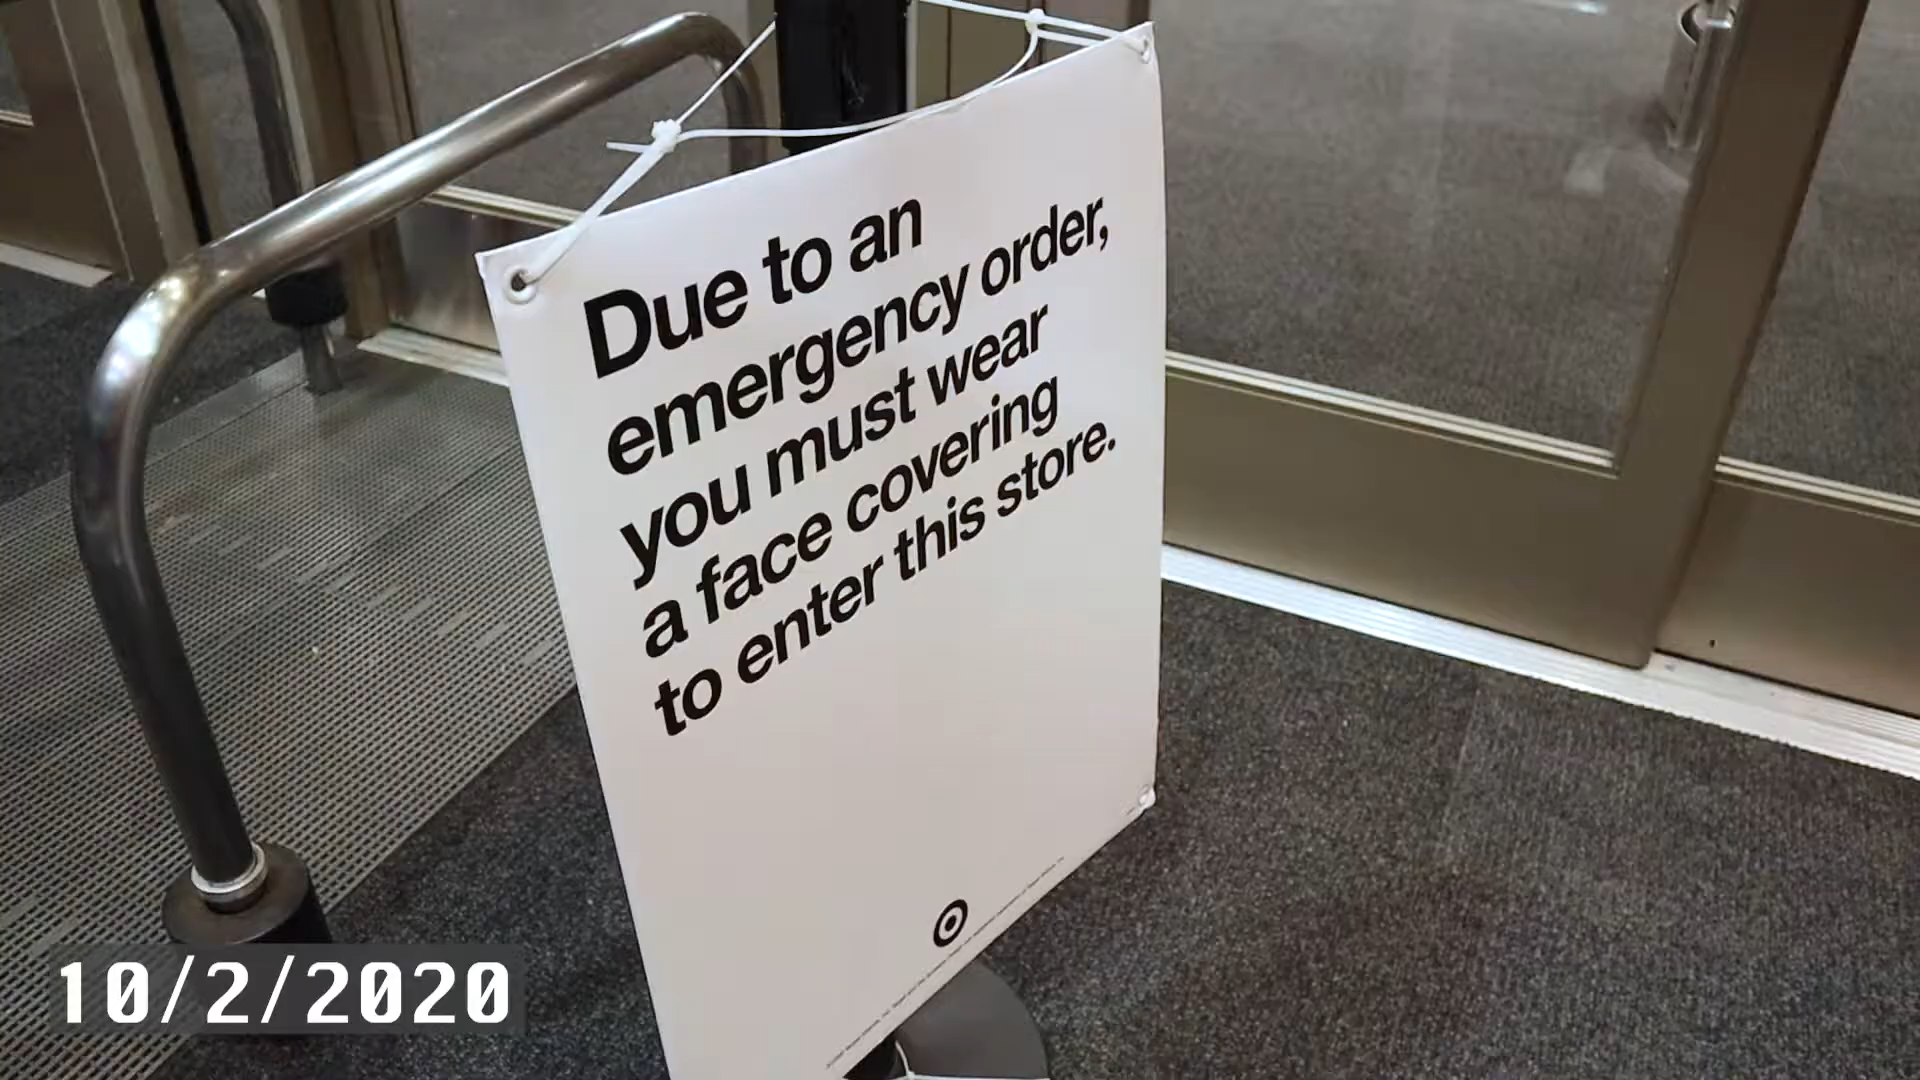 Due to an
emergency order,
you must wear
a face covering
to enter this store.
10/2/2020